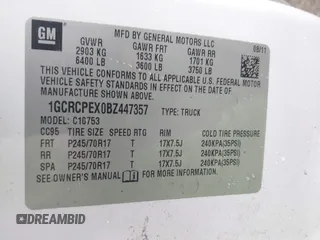 GM
MFD BY GENERAL MOTORS LLC
GVWR GAWR FRT GAWR RR 08/11
2903 KG 1633 KG 1701 KG
6400 LB 3600 LB 3750 LB
THIS VEHICLE CONFORMS TO ALL APPLICABLE U.S. FEDERAL MOTOR
VEHICLE SAFETY
STANDARDS IN EFFECT ON THE DATE OF
MANUFACTURE SHOWN ABOVE.
1GCRCPEX0BZ447357 TYPE: TRUCK
MODEL: C10753
CC95 TIRE SIZE SPEED RTG RIM COLD TIRE PRESSURE
FRT P245/70R17 T 17X7.5J 240KPA(35PSI)
RR P245/70R17 T 17X7.5J 240KPA(35PSI)
SPA P245/70R17 T 17X7.5J 240KPA(35PSI)
SEE OWNER'S MANUAL FOR ADDITIONAL INFORMATION
DREAMBID
AUCTION HISTORY